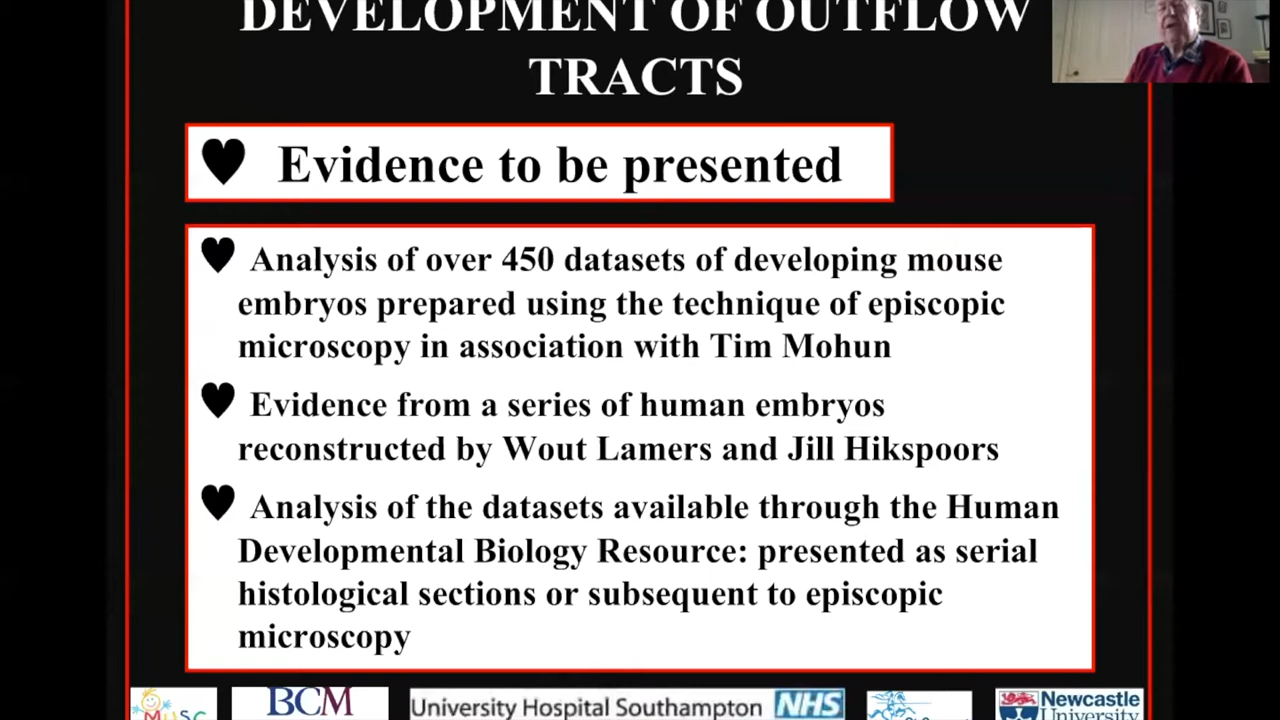 DEVELOPMENT OF OUTFLOW
TRACTS
Evidence to be presented
Analysis of over 450 datasets of developing mouse
embryos prepared using the technique of episcopic
microscopy in association with Tim Mohun
Evidence from a series of human embryos
reconstructed by Wout Lamers and Jill Hikspoors
Analysis of the datasets available through the Human
Developmental Biology Resource: presented as serial
histological sections or subsequent to episcopic
microscopy
MUSC
BCM
University Hospital Southampton
NHS
Newcastle
University